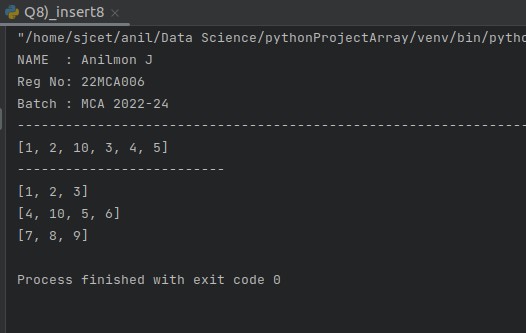 Q8)_insert8 ×
"/home/sjcet/anil/Data Science/pythonProjectArray/venv/bin/pytho
NAME  : Anilmon J
Reg No: 22MCA006
Batch : MCA 2022-24
----------------------------------------------------------------
[1, 2, 10, 3, 4, 5]
--------------------------
[1, 2, 3]
[4, 10, 5, 6]
[7, 8, 9]
Process finished with exit code 0